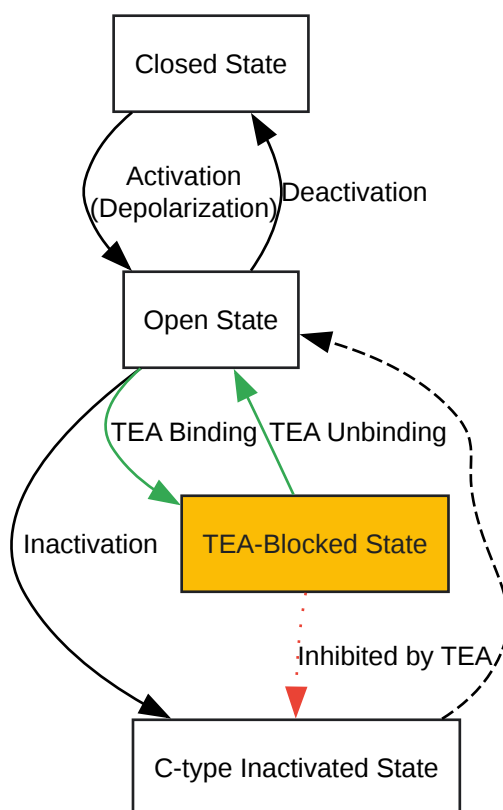 Closed State
Activation
(Depolarization)
Deactivation
Open State
TEA Binding
TEA Unbinding
Inactivation
TEA-Blocked State
Inhibited by TEA
C-type Inactivated State